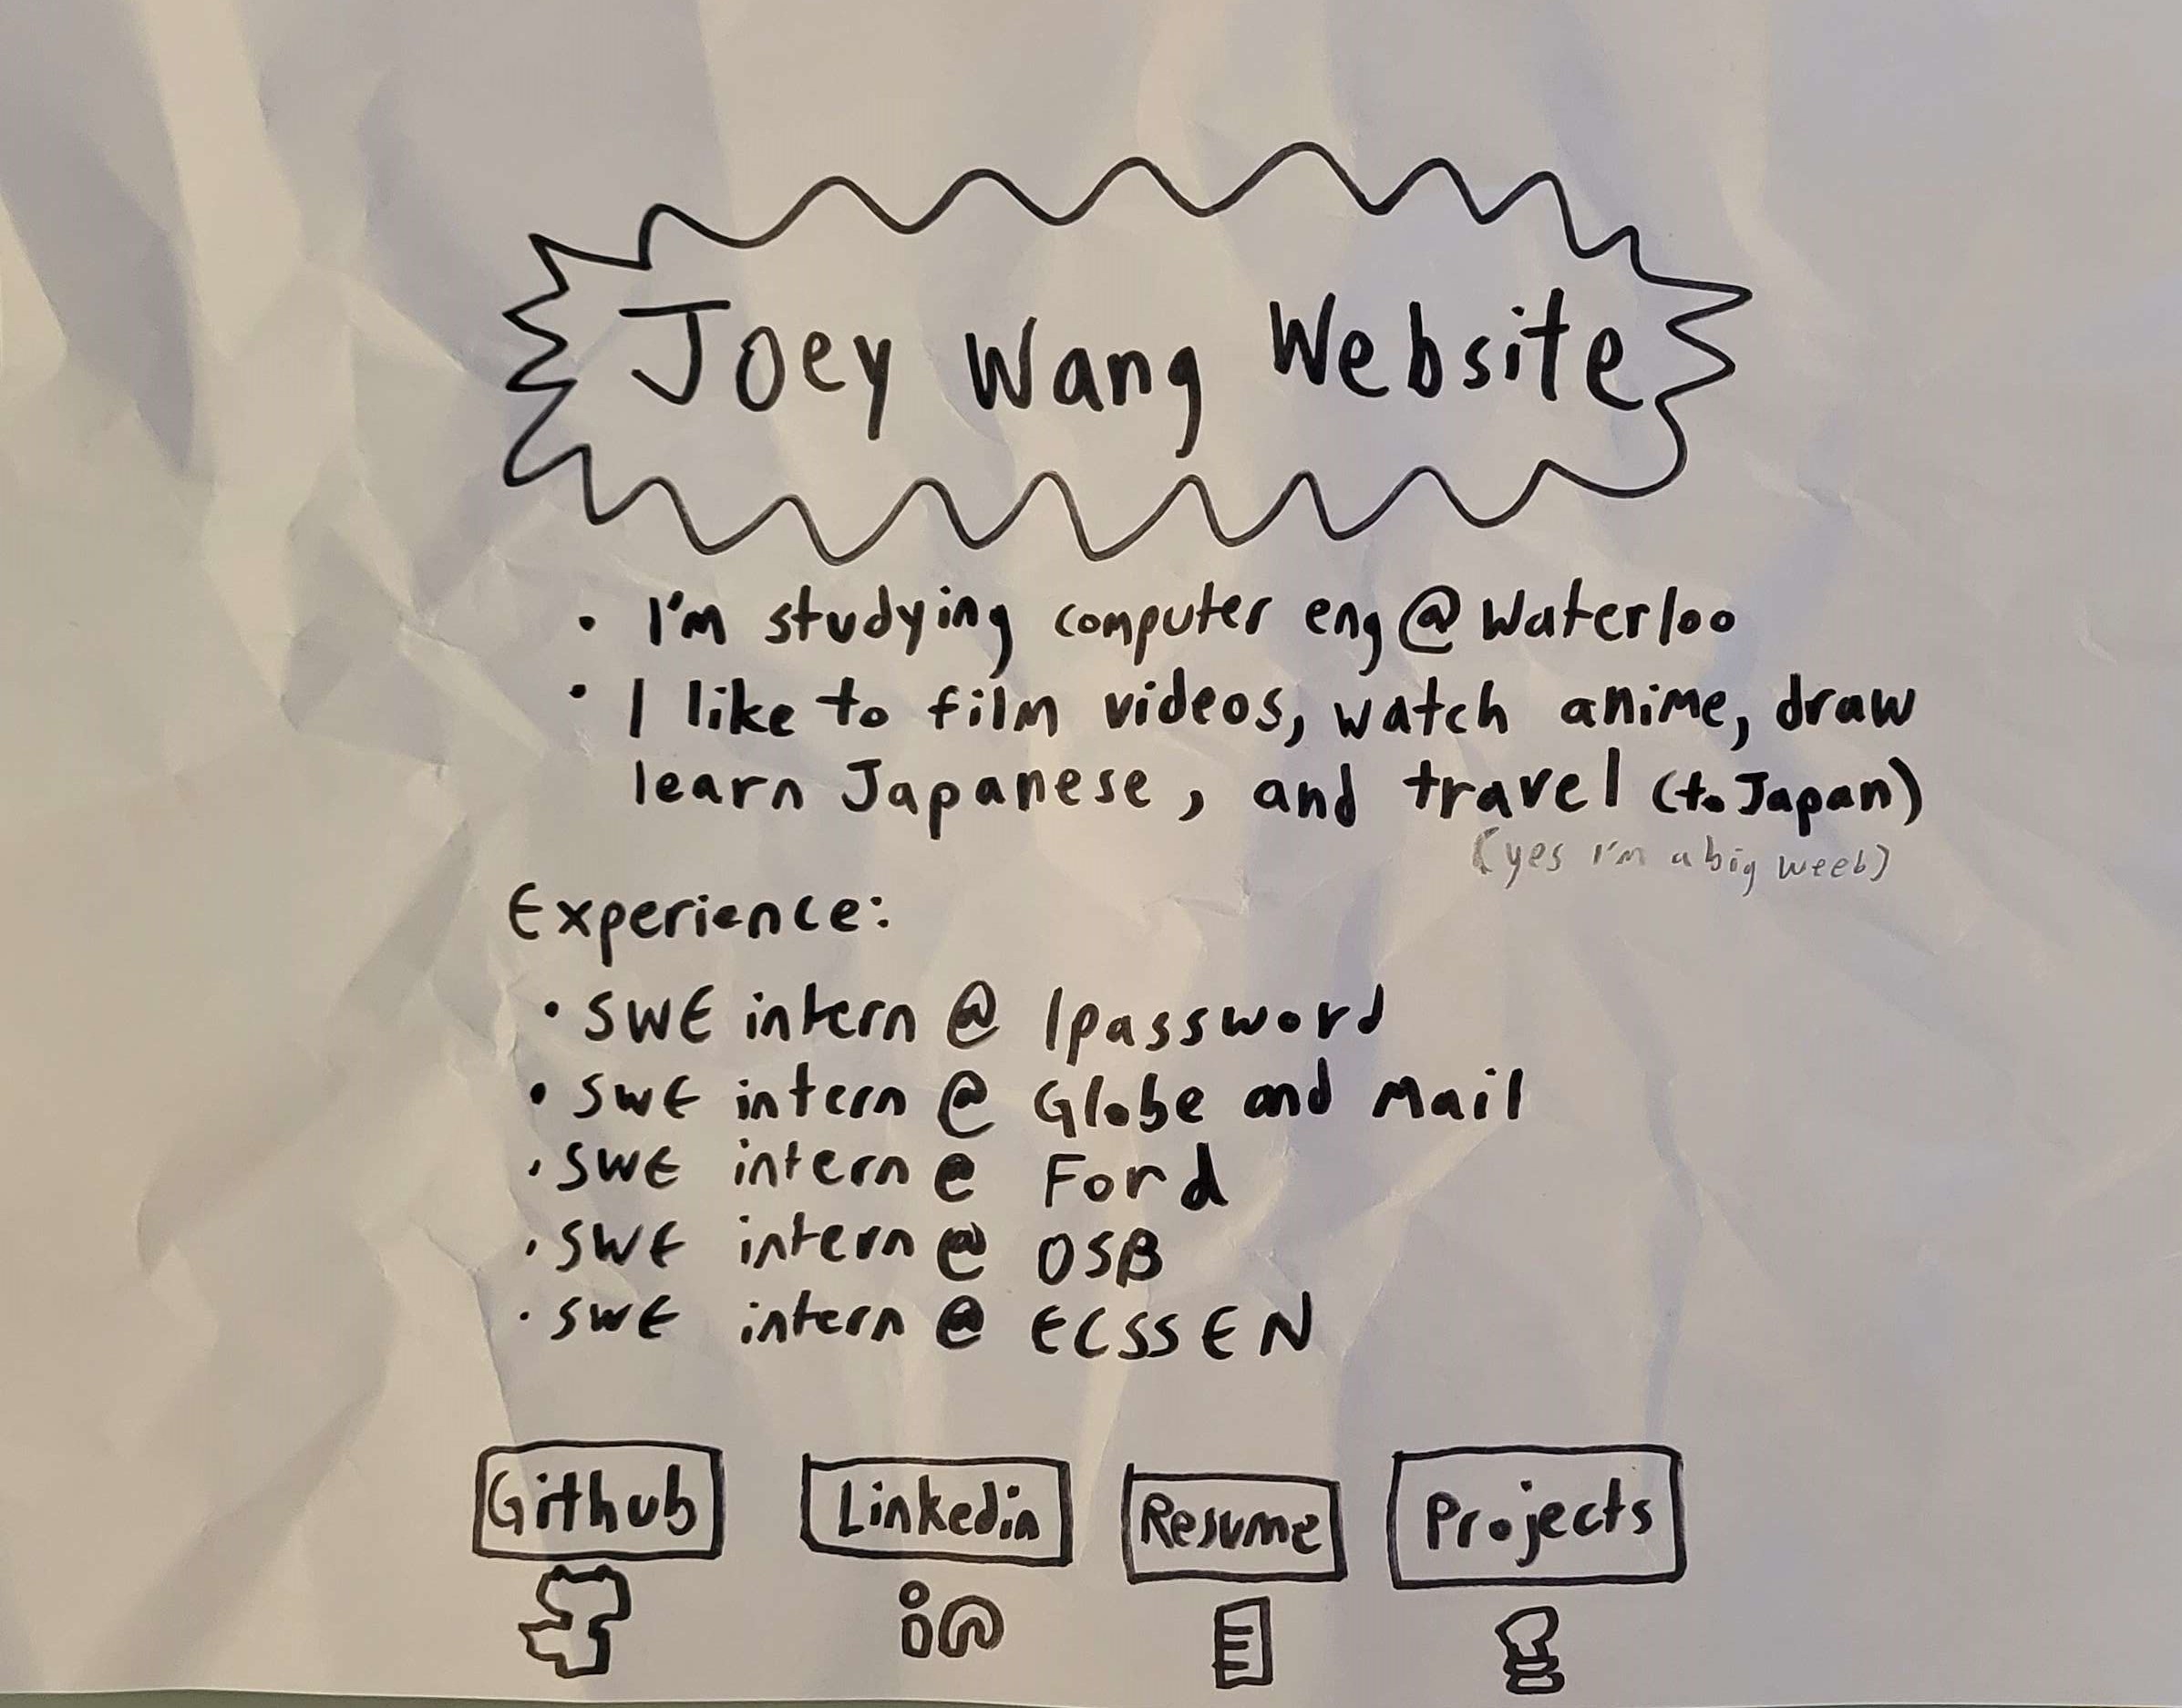 Joey Wang Website
• I'm studying computer eng @ Waterloo
• I like to film videos, watch anime, draw
learn Japanese, and travel (to Japan)
(yes I'm a big weeb)
Experience:
• SWE intern @ 1password
• SWE intern @ Globe and Mail
• SWE intern @ Ford
• SWE intern @ OSB
• SWE intern @ ECSSEN
Github Linkedin Resume Projects
in